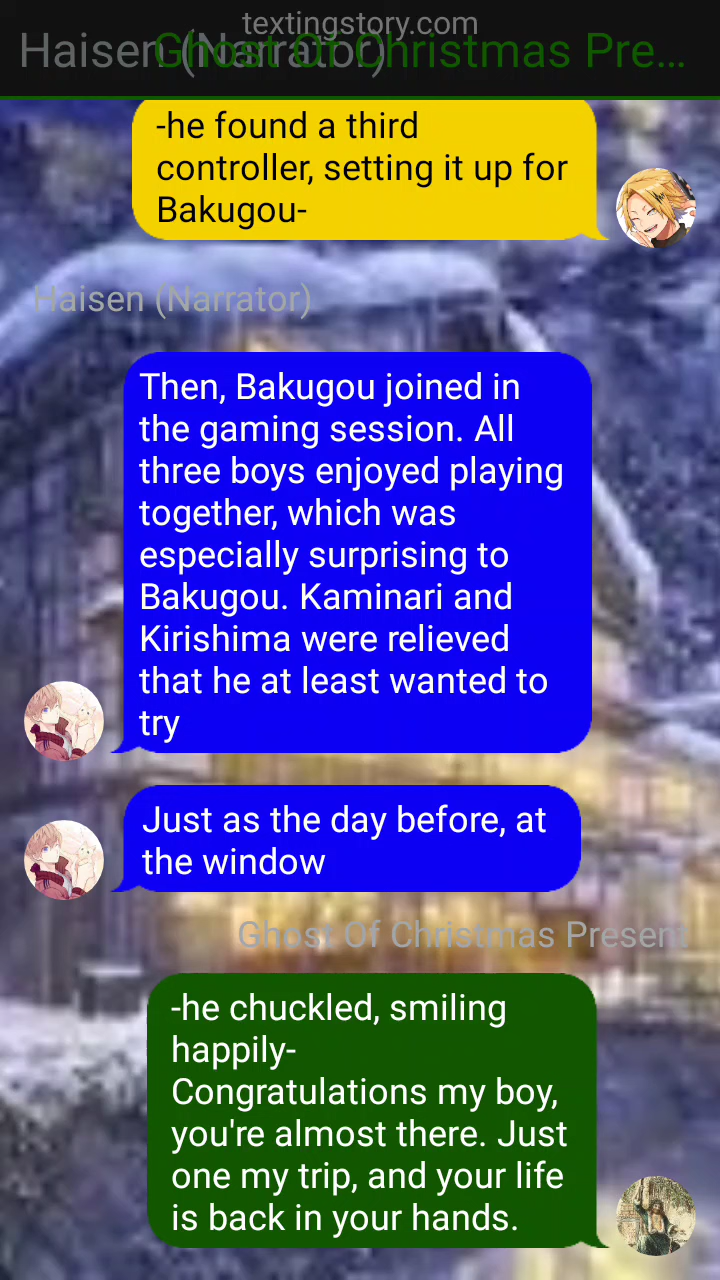 textingstory.com
Haisen (Narrator)
Ghost Of Christmas Pre...
-he found a third
controller, setting it up for
Bakugou-
Haisen (Narrator)
Then, Bakugou joined in
the gaming session. All
three boys enjoyed playing
together, which was
especially surprising to
Bakugou. Kaminari and
Kirishima were relieved
that he at least wanted to
try
Just as the day before, at
the window
Ghost Of Christmas Present
-he chuckled, smiling
happily-
Congratulations my boy,
you're almost there. Just
one my trip, and your life
is back in your hands.